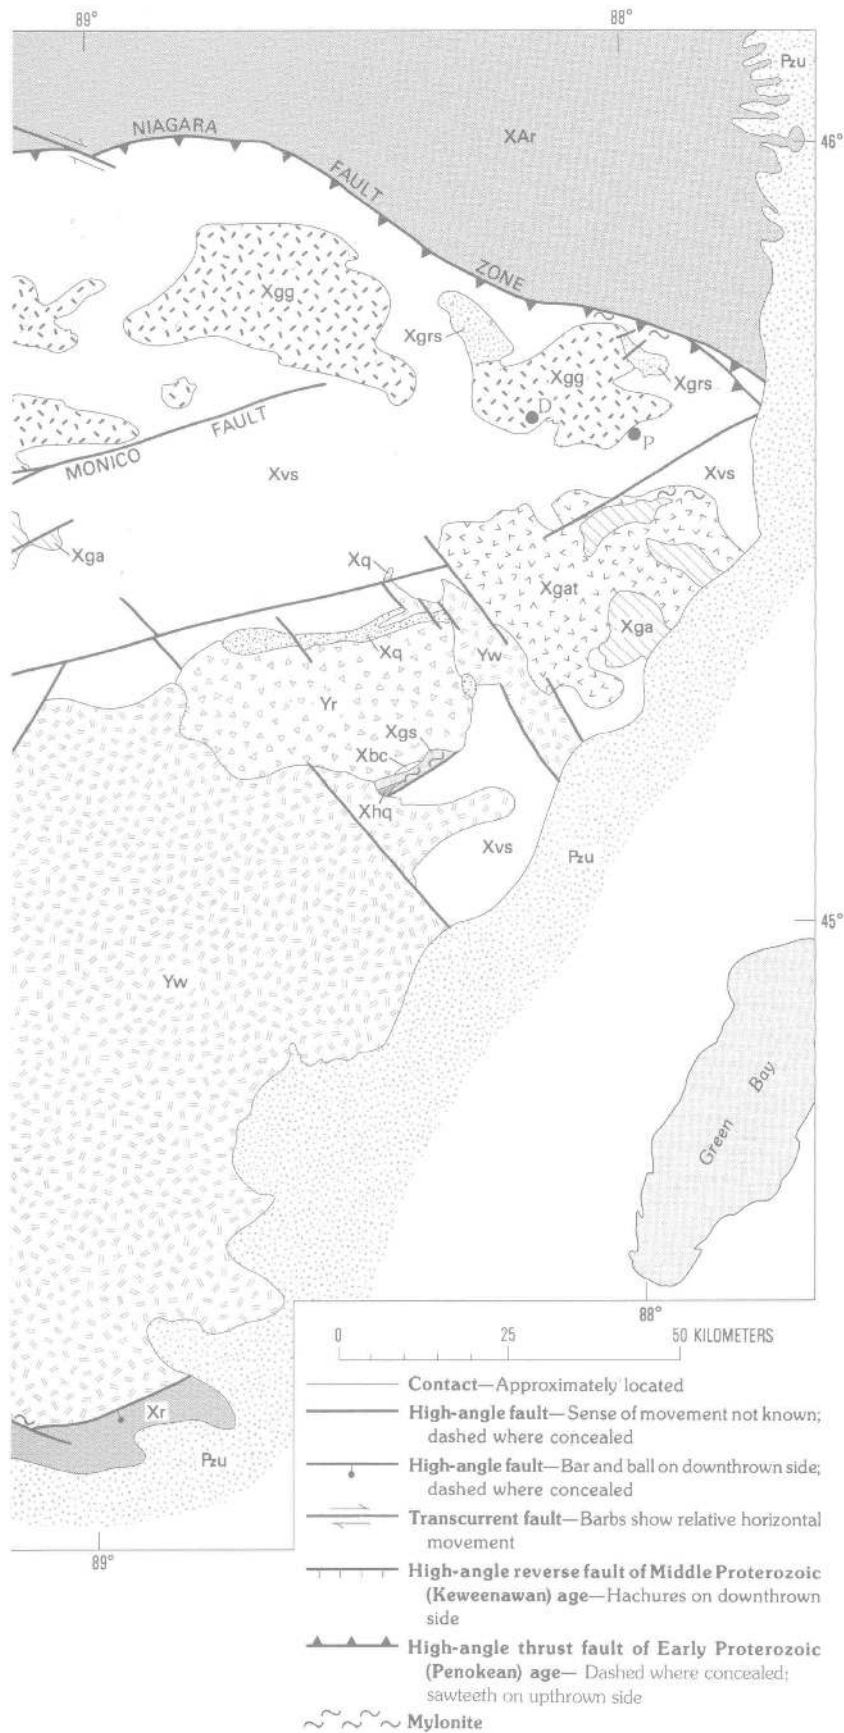 89°
88°
Pzu
NIAGARA
XAr
46°
FAULT
ZONE
Xgg
Xgrs
Xgg
Xgrs
D
FAULT
P
MONICO
Xvs
Xvs
Xga
Xq
Xgat
Xga
Xq
Yw
Yr
Xgs
Xbc
Xhq
Xvs
Pzu
45°
Yw
Green Bay
88°
0 25 50 KILOMETERS
Contact—Approximately located
High-angle fault—Sense of movement not known;
dashed where concealed
Xr
High-angle fault—Bar and ball on downthrown side;
dashed where concealed
Pzu
Transcurrent fault—Barbs show relative horizontal
movement
89°
High-angle reverse fault of Middle Proterozoic
(Keweenawan) age—Hachures on downthrown
side
High-angle thrust fault of Early Proterozoic
(Penokean) age— Dashed where concealed;
sawteeth on upthrown side
Mylonite